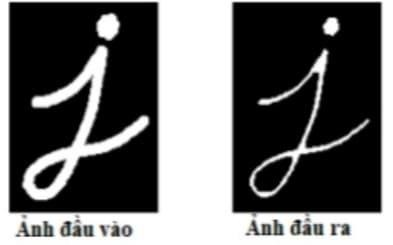 j j
Ảnh đầu vào Ảnh đầu ra